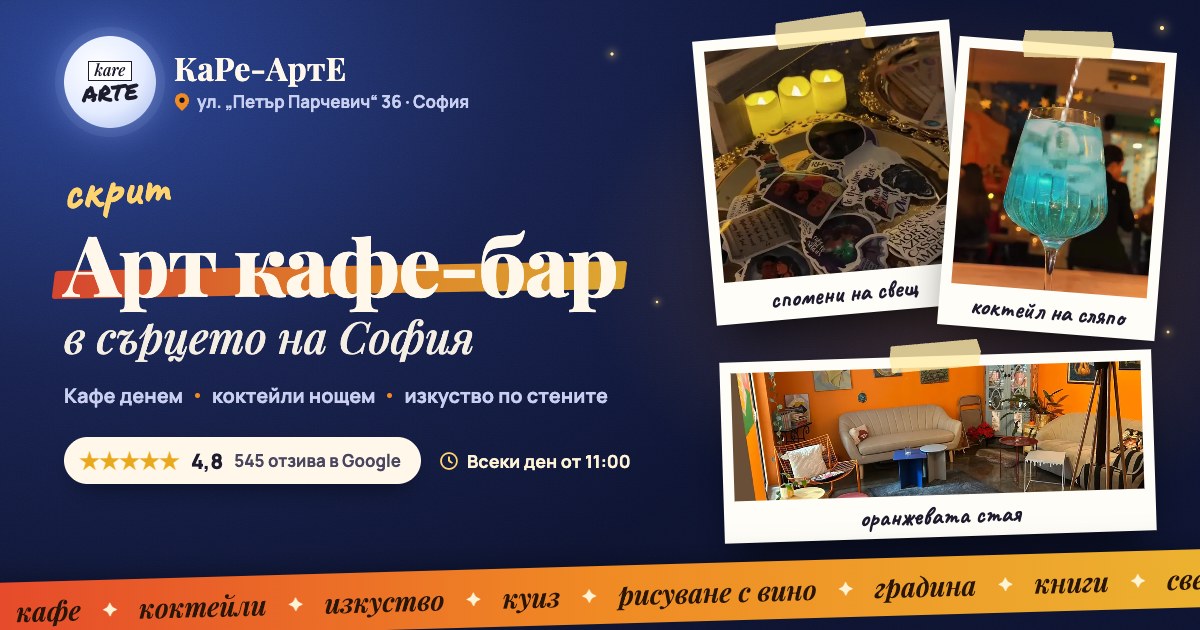 kare
ARTE
КаРе-АртЕ
ул. „Петър Парчевич“ 36 · София
скрит
Арт кафе-бар
в сърцето на София
Кафе денем • коктейли нощем • изкуство по стените
★★★★★ 4,8 545 отзива в Google
Всеки ден от 11:00
спомени на свещ
коктейл на сляпо
оранжевата стая
кафе ✦ коктейли ✦ изкуство ✦ куиз ✦ рисуване с вино ✦ градина ✦ книги ✦ све